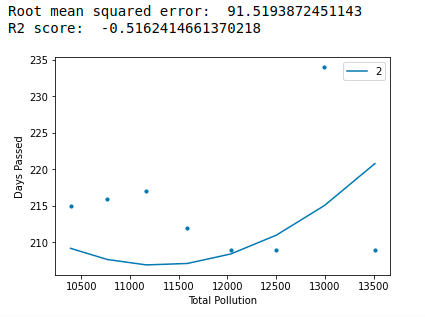 Root mean squared error:  91.5193872451143
R2 score:  -0.5162414661370218
235
2
230
225
220
215
210
Days Passed
10500 11000 11500 12000 12500 13000 13500
Total Pollution